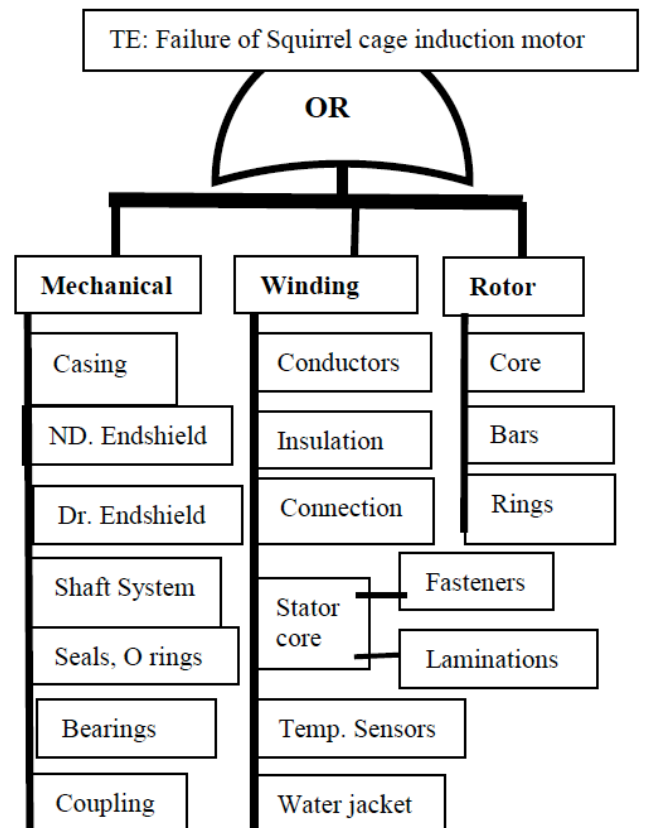 TE: Failure of Squirrel cage induction motor
OR
Mechanical
Winding
Rotor
Casing
ND. Endshield
Dr. Endshield
Shaft System
Seals, O rings
Bearings
Coupling
Conductors
Insulation
Connection
Stator
core
Fasteners
Laminations
Temp. Sensors
Water jacket
Core
Bars
Rings